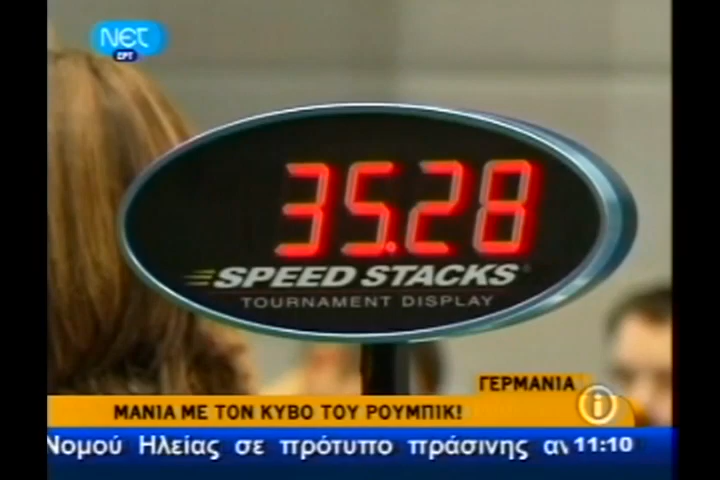 NET
ΕΡΤ
35.28
SPEED STACKS
TOURNAMENT DISPLAY
ΓΕΡΜΑΝΙΑ
ΜΑΝΙΑ ΜΕ ΤΟΝ ΚΥΒΟ ΤΟΥ ΡΟΥΜΠΙΚ!
Νομού Ηλείας σε πρότυπο πράσινης αν 11:10